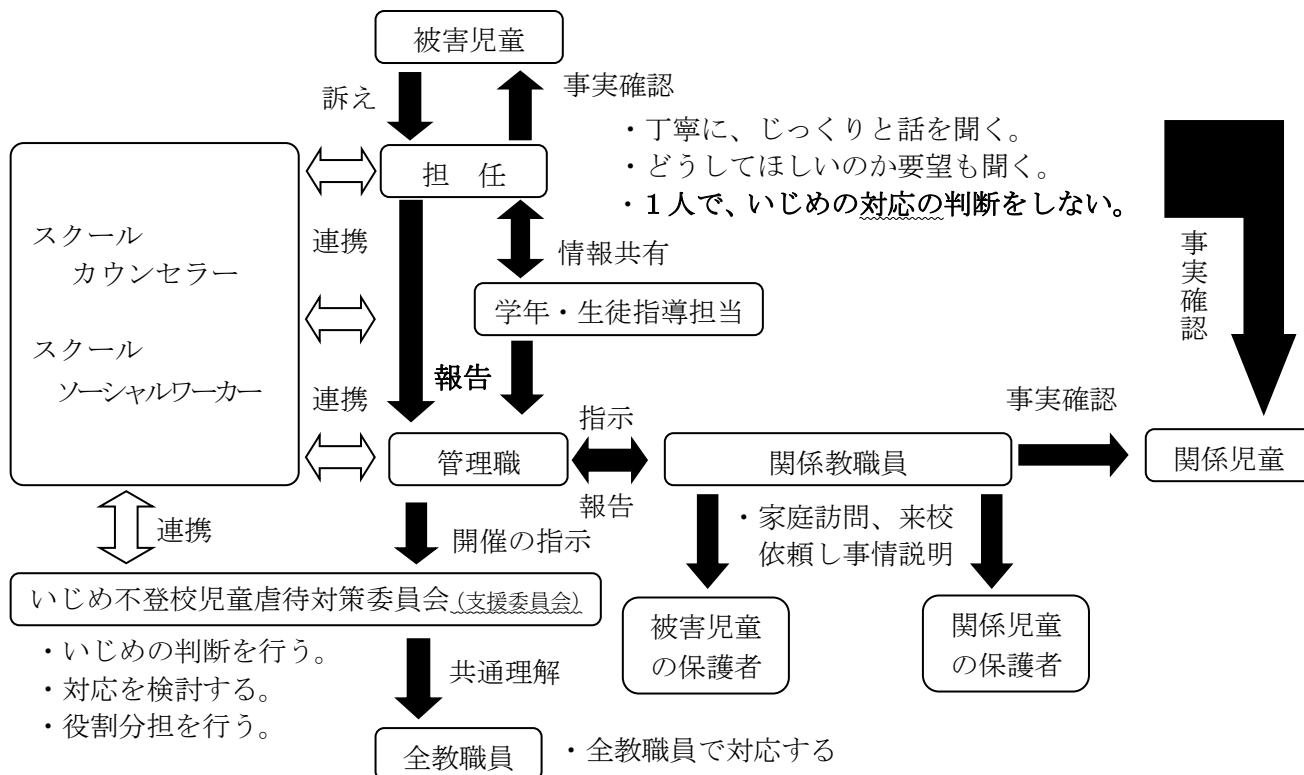 被害児童
訴え
事実確認
・丁寧に、じっくりと話を聞く。
・どうしてほしいのか要望も聞く。
・１人で、いじめの対応の判断をしない。
担　任
スクール
カウンセラー
スクール
ソーシャルワーカー
連携
情報共有
学年・生徒指導担当
事実確認
連携
報告
管理職
指示
報告
関係教職員
事実確認
関係児童
連携
開催の指示
・家庭訪問、来校
依頼し事情説明
いじめ不登校児童虐待対策委員会（支援委員会）
・いじめの判断を行う。
・対応を検討する。
・役割分担を行う。
共通理解
被害児童
の保護者
関係児童
の保護者
全教職員
・全教職員で対応する